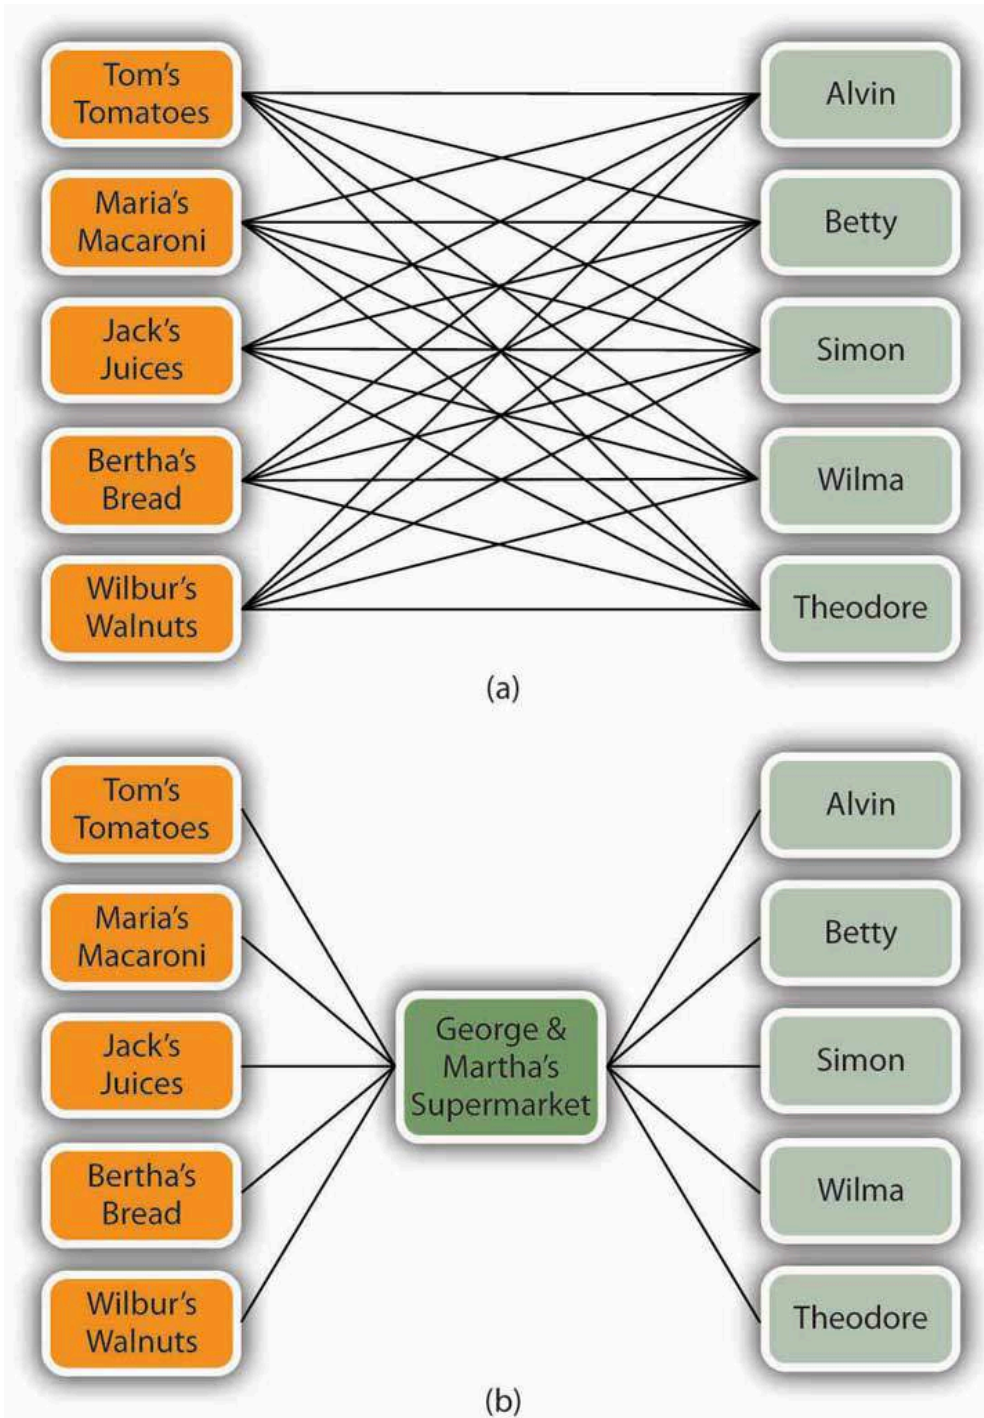 Tom's
Tomatoes
Alvin
Maria's
Macaroni
Betty
Jack's
Juices
Simon
Bertha's
Bread
Wilma
Wilbur's
Walnuts
Theodore
(a)
Tom's
Tomatoes
Alvin
Maria's
Macaroni
Betty
George &
Martha's
Supermarket
Jack's
Juices
Simon
Bertha's
Bread
Wilma
Wilbur's
Walnuts
Theodore
(b)